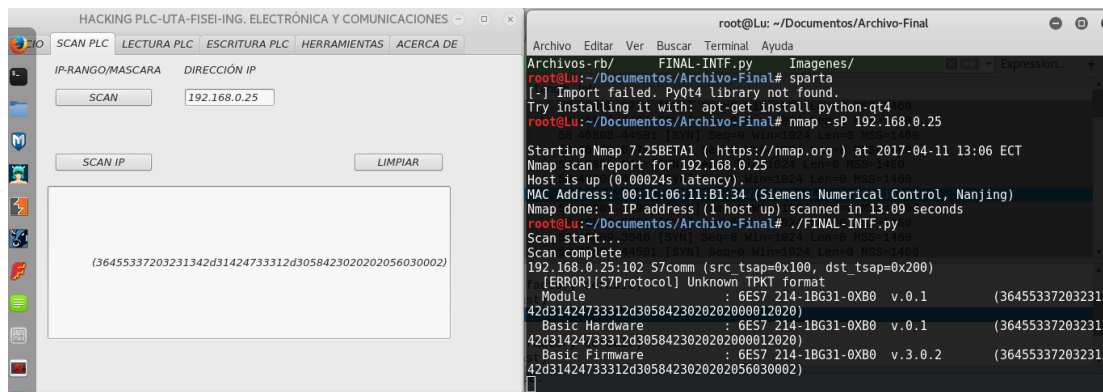 HACKING PLC-UTA-FISEI-ING. ELECTRÓNICA Y COMUNICACIONES
CIO SCAN PLC LECTURA PLC ESCRITURA PLC HERRAMIENTAS ACERCA DE
IP-RANGO/MASCARA DIRECCIÓN IP
SCAN 192.168.0.25
SCAN IP LIMPIAR
(36455337203231342d31424733312d3058423020202056030002)
root@Lu: ~/Documentos/Archivo-Final
Archivo Editar Ver Buscar Terminal Ayuda
Archivos-rb/ FINAL-INTF.py Imagenes/ Expression...
root@Lu:~/Documentos/Archivo-Final# sparta
[-] Import failed. PyQt4 library not found.
Try installing it with: apt-get install python-qt4
root@Lu:~/Documentos/Archivo-Final# nmap -sP 192.168.0.25
Starting Nmap 7.25BETA1 ( https://nmap.org ) at 2017-04-11 13:06 ECT
Nmap scan report for 192.168.0.25
Host is up (0.00024s latency).
MAC Address: 00:1C:06:11:B1:34 (Siemens Numerical Control, Nanjing)
Nmap done: 1 IP address (1 host up) scanned in 13.09 seconds
root@Lu:~/Documentos/Archivo-Final# ./FINAL-INTF.py
Scan start...
Scan complete
192.168.0.25:102 S7comm (src_tsap=0x100, dst_tsap=0x200)
[ERROR][S7Protocol] Unknown TPKT format
Module : 6ES7 214-1BG31-0XB0 v.0.1 (364553372032313
42d31424733312d3058423020202000012020)
Basic Hardware : 6ES7 214-1BG31-0XB0 v.0.1 (364553372032313
42d31424733312d3058423020202000012020)
Basic Firmware : 6ES7 214-1BG31-0XB0 v.3.0.2 (364553372032313
42d31424733312d3058423020202056030002)